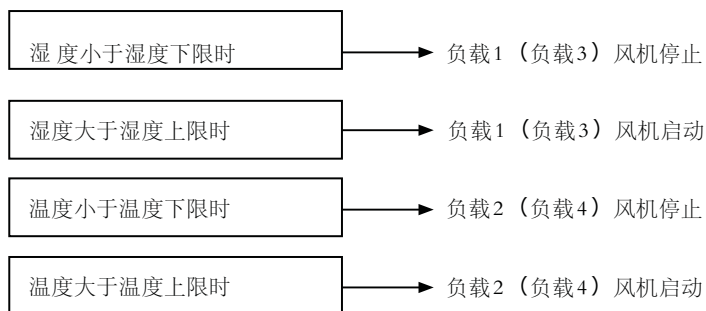 湿 度小于湿度下限时 负载1（负载3）风机停止
湿度大于湿度上限时 负载1（负载3）风机启动
温度小于温度下限时 负载2（负载4）风机停止
温度大于温度上限时 负载2（负载4）风机启动